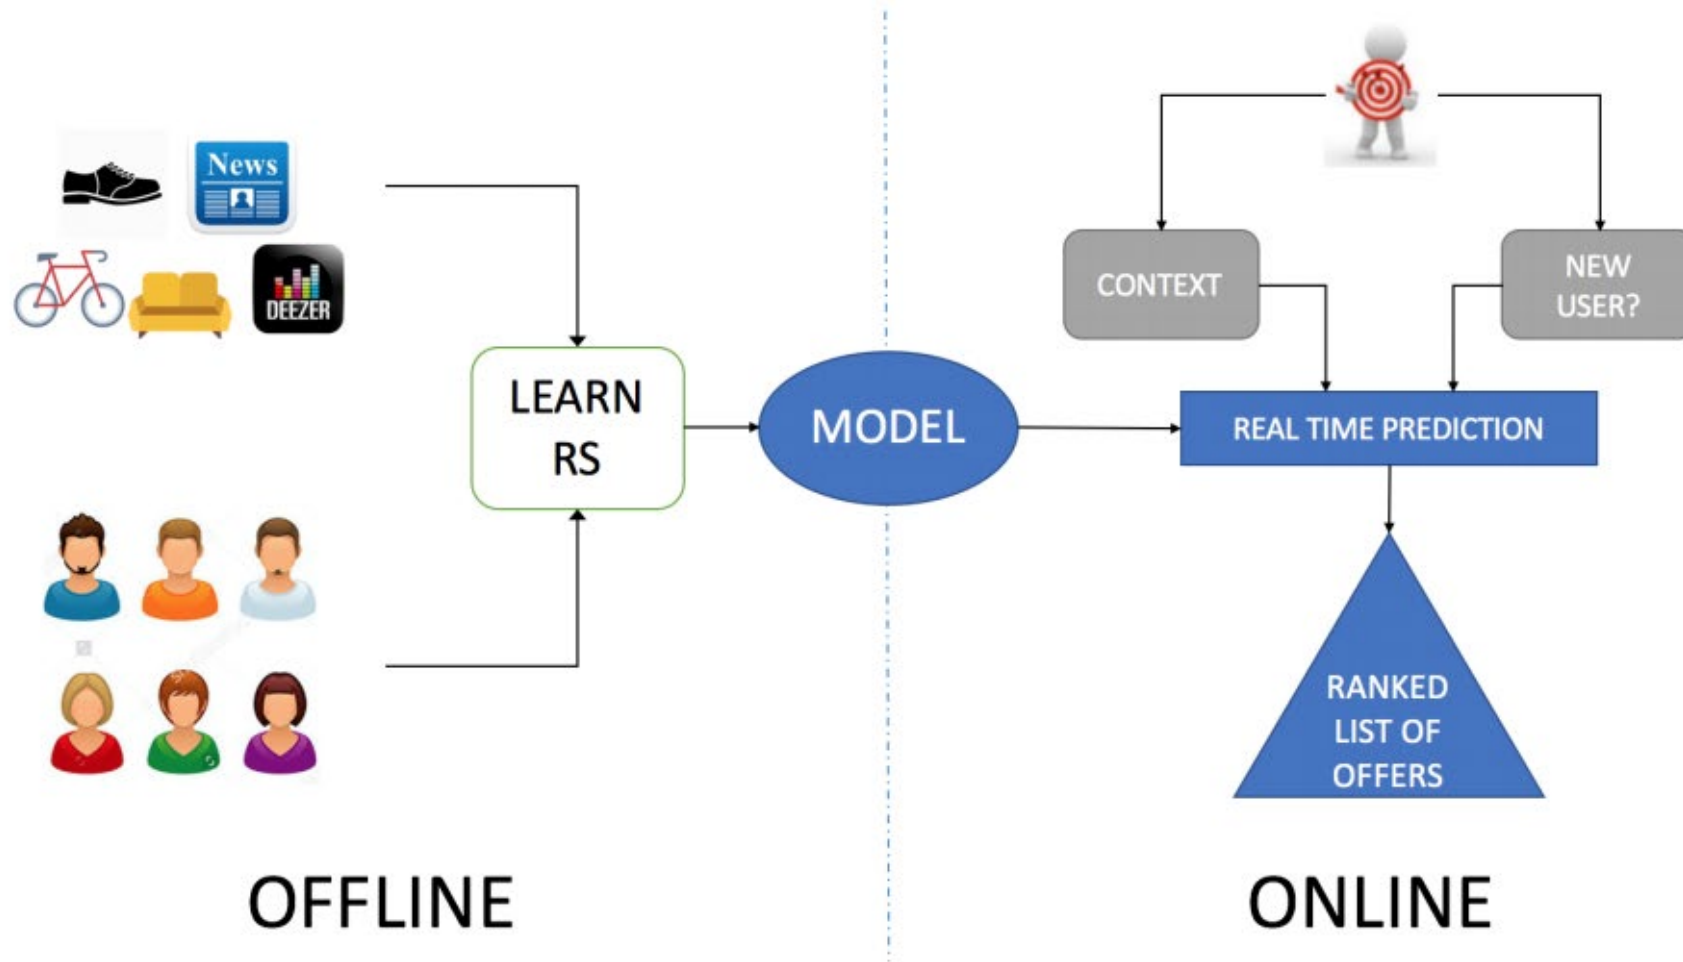 News
DEEZER
LEARN
RS
MODEL
CONTEXT
NEW
USER?
REAL TIME PREDICTION
RANKED
LIST OF
OFFERS
OFFLINE
ONLINE